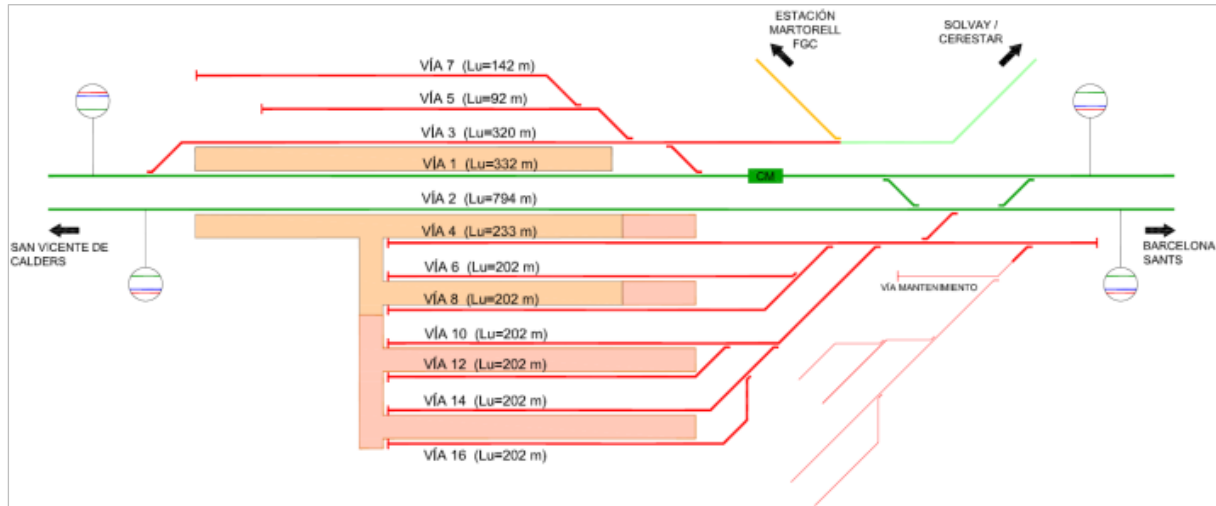 ESTACIÓN
MARTORELL
FGC
SOLVAY /
CERESTAR
VÍA 7 (Lu=142 m)
VÍA 5 (Lu=92 m)
VÍA 3 (Lu=320 m)
VÍA 1 (Lu=332 m)
CM
VÍA 2 (Lu=794 m)
SAN VICENTE DE
CALDERS
VÍA 4 (Lu=233 m)
BARCELONA
SANTS
VÍA 6 (Lu=202 m)
VÍA MANTENIMIENTO
VÍA 8 (Lu=202 m)
VÍA 10 (Lu=202 m)
VÍA 12 (Lu=202 m)
VÍA 14 (Lu=202 m)
VÍA 16 (Lu=202 m)